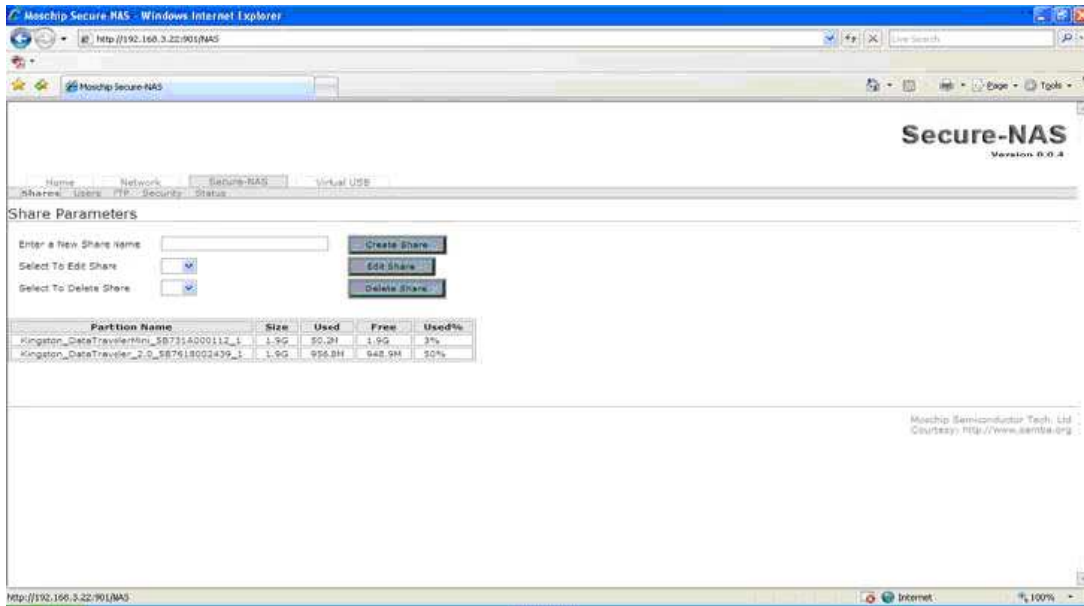 Moschip Secure-NAS - Windows Internet Explorer
http://192.168.3.22:901/NAS
Live Search
Moschip Secure-NAS
Page
Tools
Secure-NAS
Version 0.0.4
Home Network Secure-NAS Virtual USB
Shares Users FTP Security Status
Share Parameters
Enter a New Share Name
Create Share
Select To Edit Share
Edit Share
Select To Delete Share
Delete Share
Parttion Name Size Used Free Used%
Kingston_DataTravelerMini_5B731A000112_1 1.9G 50.2M 1.9G 3%
Kingston_DataTraveler_2.0_5B7618002439_1 1.9G 956.8M 948.9M 50%
Moschip Semiconductor Tech. Ltd
Courtesy: http://www.samba.org
http://192.168.3.22:901/NAS
Internet
100%